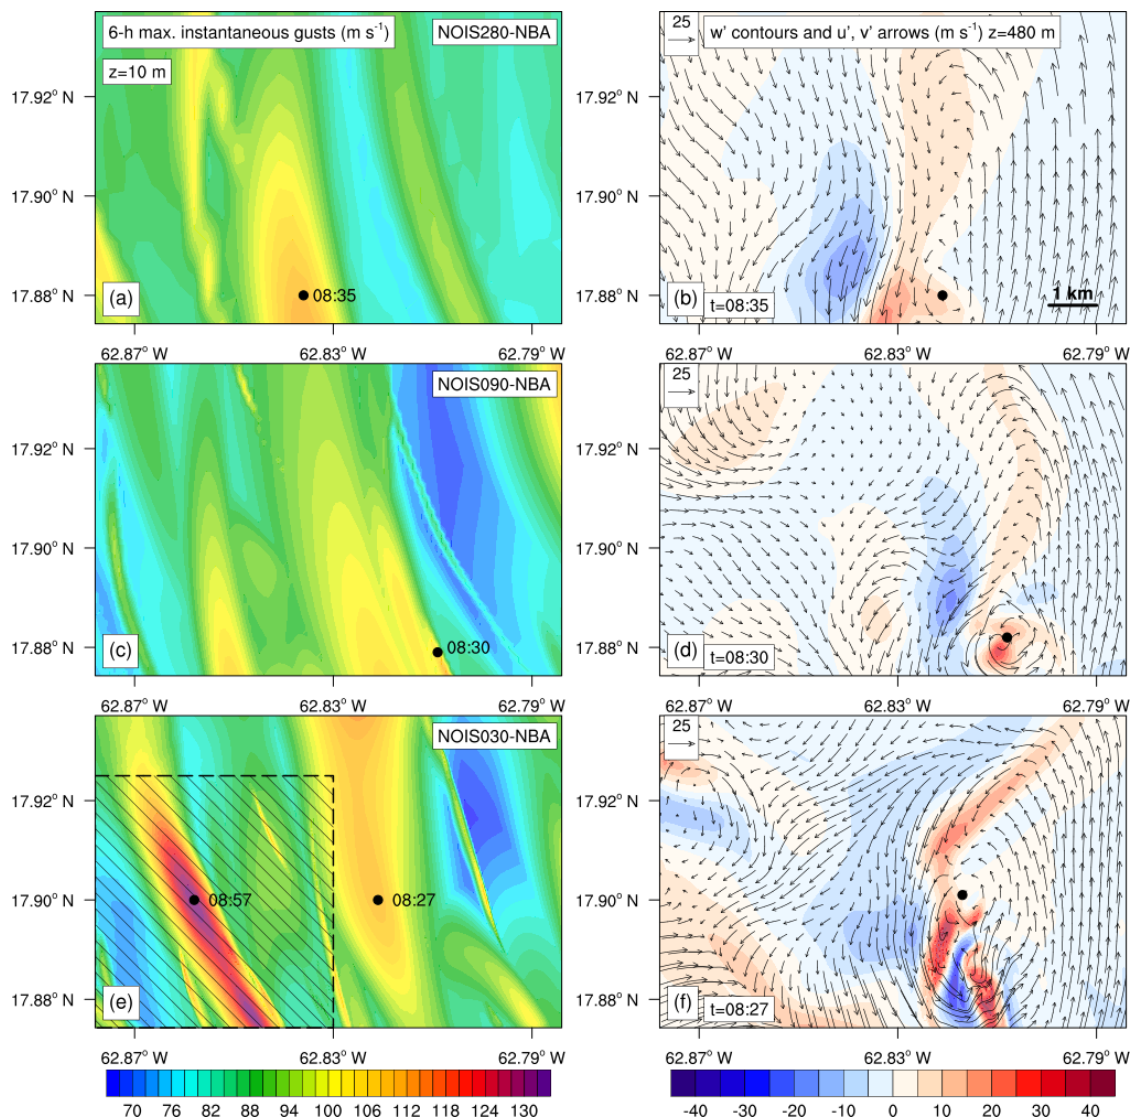 6-h max. instantaneous gusts (m s⁻¹)
NOIS280-NBA
z=10 m
17.92° N
17.90° N
17.88° N
(a)
08:35
62.87° W
62.83° W
62.79° W
25
w' contours and u', v' arrows (m s⁻¹) z=480 m
17.92° N
17.90° N
17.88° N
(b)
t=08:35
1 km
62.87° W
62.83° W
62.79° W
NOIS090-NBA
17.92° N
17.90° N
17.88° N
(c)
08:30
62.87° W
62.83° W
62.79° W
25
17.92° N
17.90° N
17.88° N
(d)
t=08:30
62.87° W
62.83° W
62.79° W
NOIS030-NBA
17.92° N
17.90° N
17.88° N
08:57
08:27
(e)
62.87° W
62.83° W
62.79° W
25
17.92° N
17.90° N
17.88° N
(f)
t=08:27
62.87° W
62.83° W
62.79° W
70 76 82 88 94 100 106 112 118 124 130
-40 -30 -20 -10 0 10 20 30 40